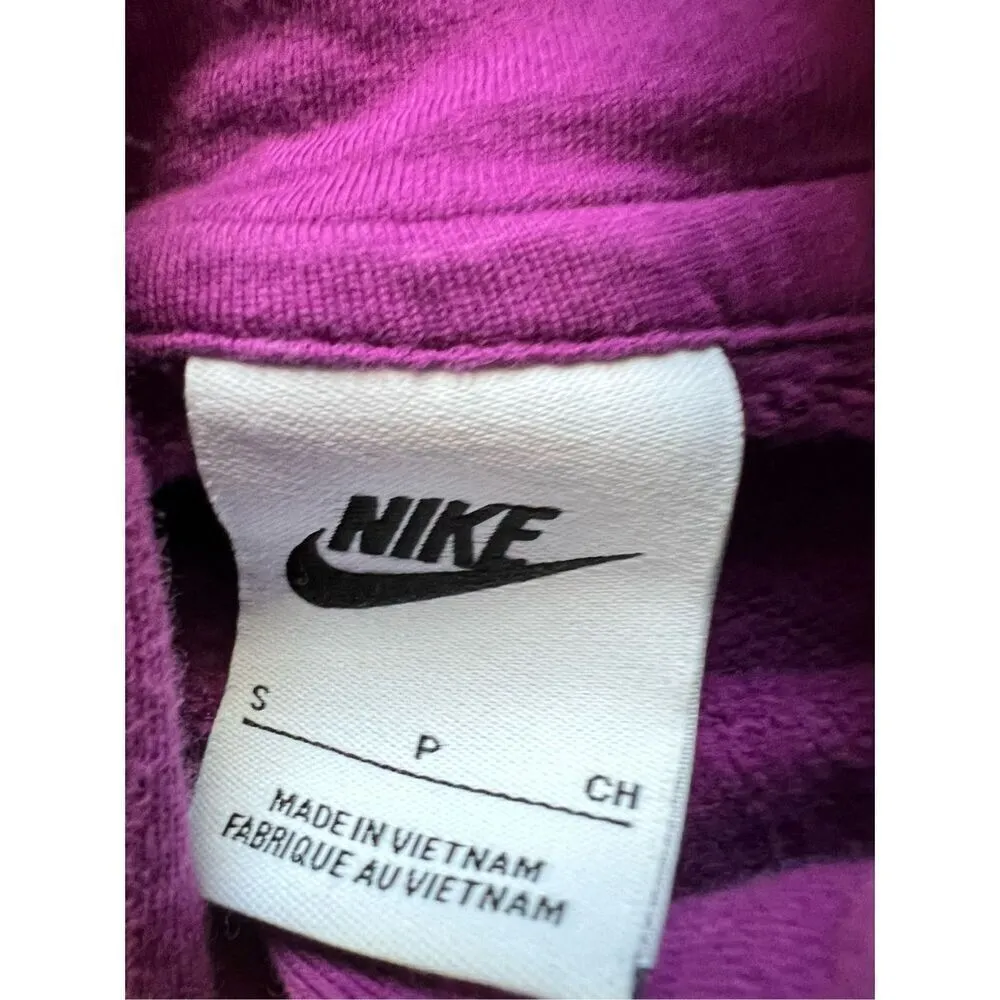 NIKE
S P CH
MADE IN VIETNAM
FABRIQUE AU VIETNAM